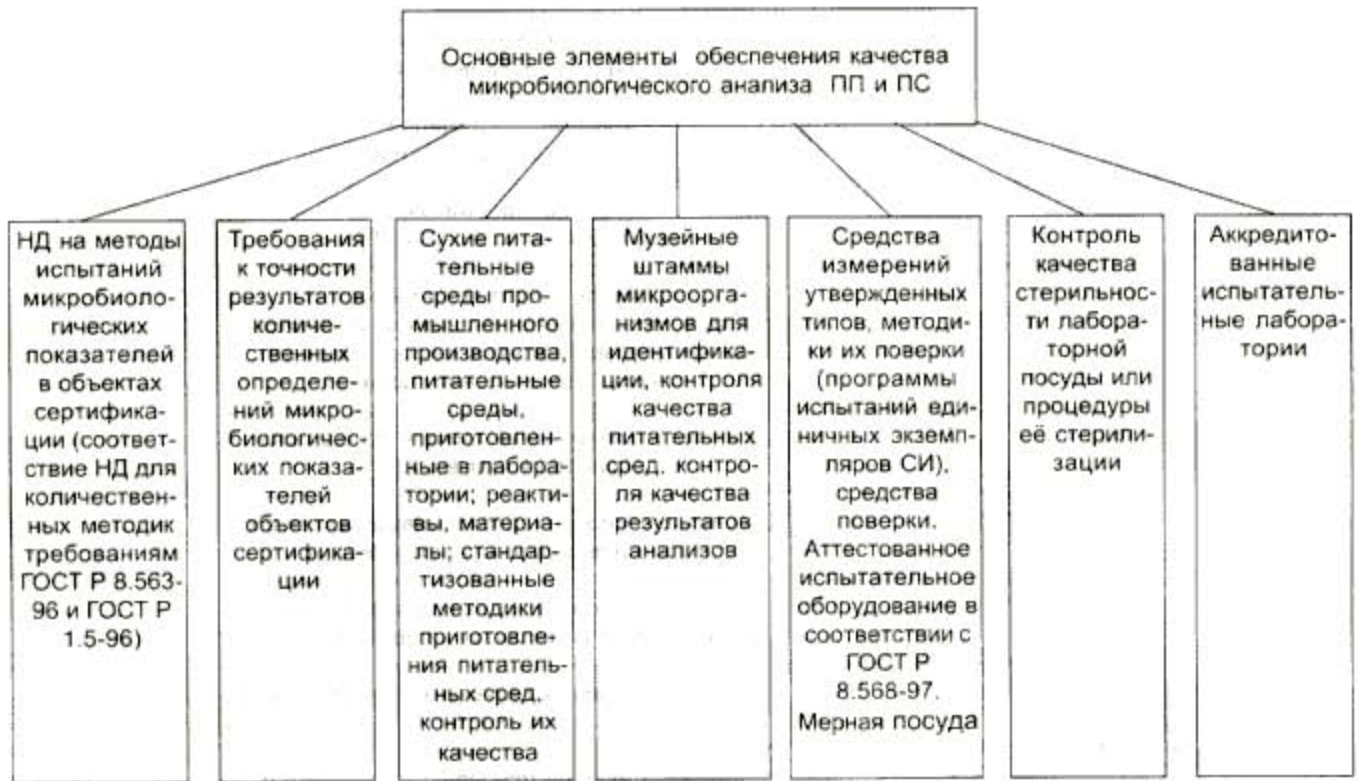 Основные элементы обеспечения качества
микробиологического анализа ПП и ПС
НД на методы
испытаний
микробиоло-
гических
показателей
в объектах
сертифика-
ции (соответ-
ствие НД для
количествен-
ных методик
требованиям
ГОСТ Р 8.563-
96 и ГОСТ Р
1.5-96)
Требования
к точности
результатов
количе-
ственных
определе-
ний микро-
биологичес-
ких показа-
телей
объектов
сертифика-
ции
Сухие пита-
тельные
среды про-
мышленного
производства,
питательные
среды,
приготовлен-
ные в лабора-
тории; реакти-
вы, материа-
лы; стандар-
тизованные
методики
приготовле-
ния питатель-
ных сред,
контроль их
качества
Музейные
штаммы
микроорга-
низмов для
идентифика-
ции, контроля
качества
питательных
сред, контро-
ля качества
результатов
анализов
Средства
измерений
утвержденных
типов, методи-
ки их поверки
(программы
испытаний еди-
ничных экземп-
ляров СИ),
средства
поверки.
Аттестованное
испытательное
оборудование в
соответствии с
ГОСТ Р
8.568-97.
Мерная посуда
Контроль
качества
стерильнос-
ти лабора-
торной
посуды или
процедуры
её стерили-
зации
Аккредито-
ванные
испытатель-
ные лабора-
тории